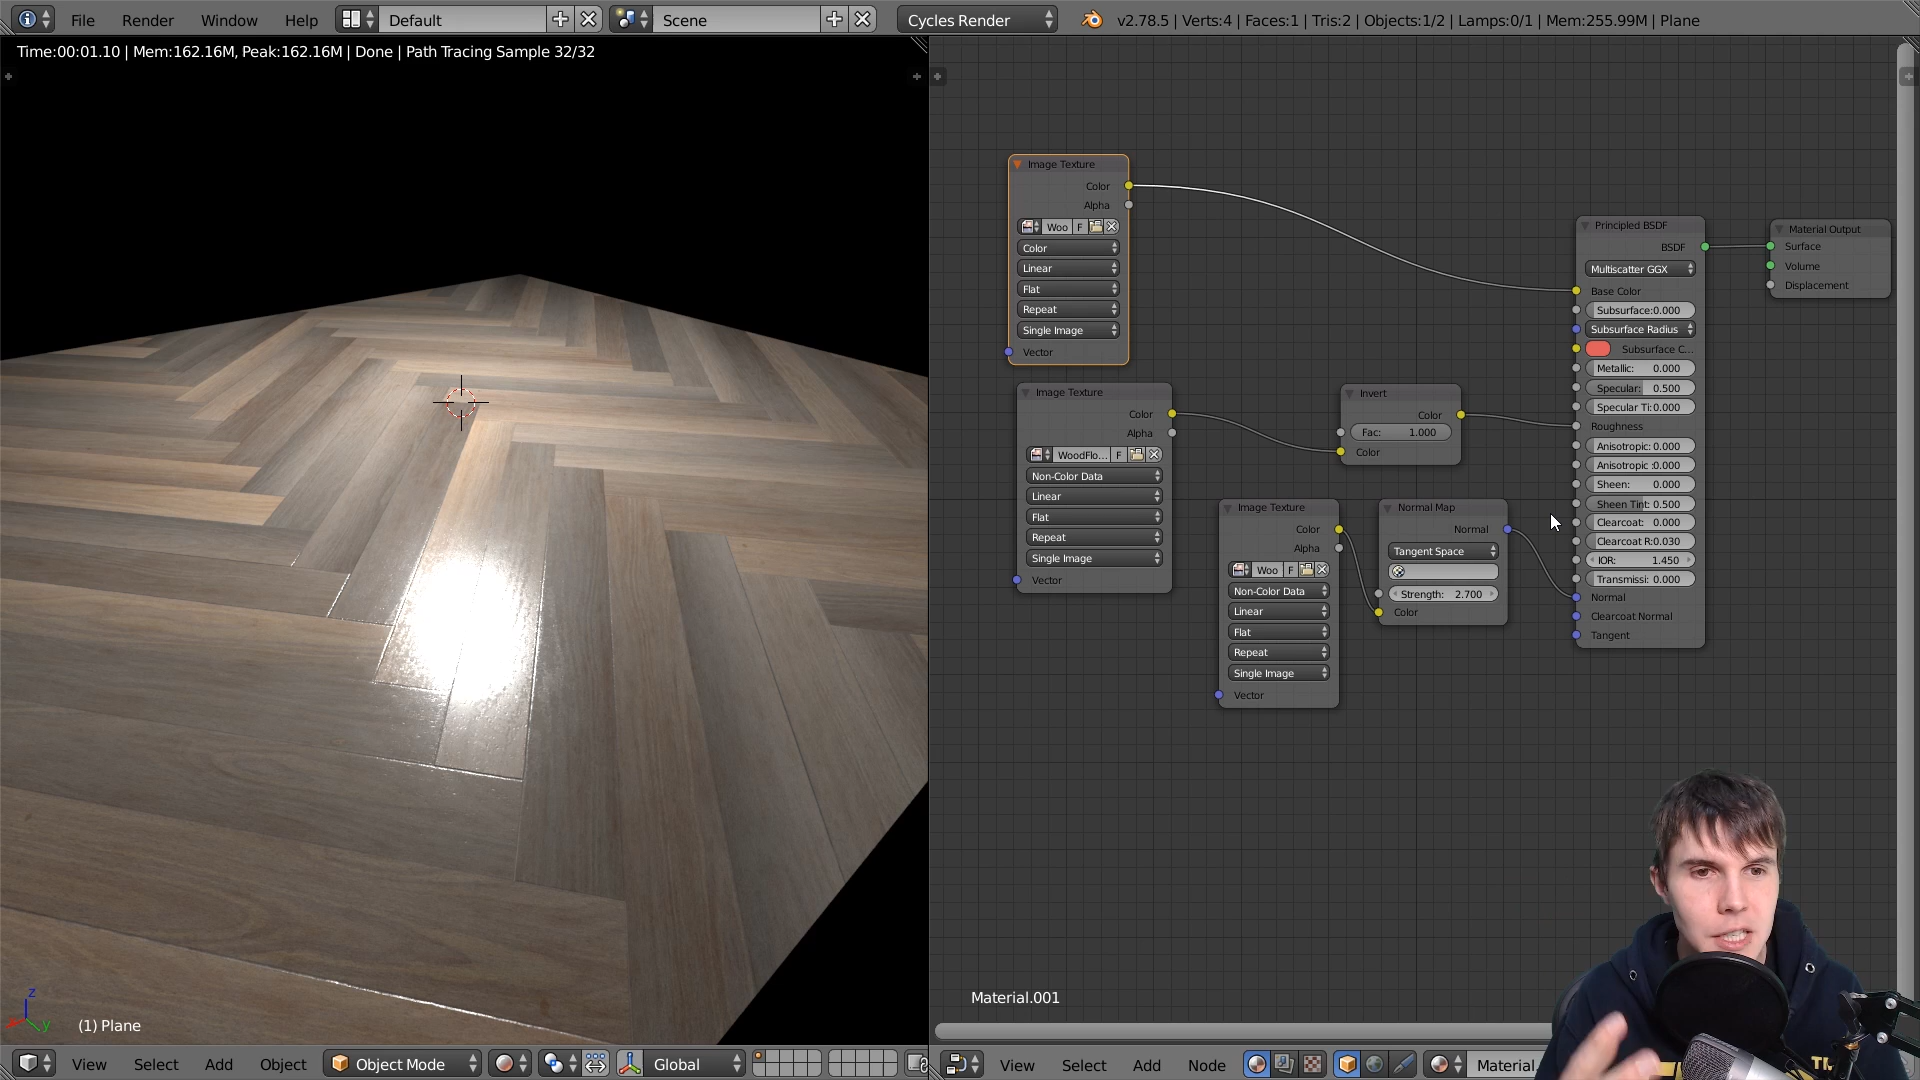 File Render Window Help Default Scene Cycles Render v2.78.5 | Verts:4 | Faces:1 | Tris:2 | Objects:1/2 | Lamps:0/1 | Mem:255.99M | Plane
Time:00:01.10 | Mem:162.16M, Peak:162.16M | Done | Path Tracing Sample 32/32
Image Texture
Color
Alpha
Woo F
Color
Linear
Flat
Repeat
Single Image
Vector
Image Texture
Color
Alpha
WoodFlo... F
Non-Color Data
Linear
Flat
Repeat
Single Image
Vector
Invert
Color
Fac: 1.000
Color
Image Texture
Color
Alpha
Woo F
Non-Color Data
Linear
Flat
Repeat
Single Image
Vector
Normal Map
Normal
Tangent Space
Strength: 2.700
Color
Principled BSDF
BSDF
Multiscatter GGX
Base Color
Subsurface:0.000
Subsurface Radius
Subsurface C...
Metallic: 0.000
Specular: 0.500
Specular Ti:0.000
Roughness
Anisotropic: 0.000
Anisotropic :0.000
Sheen: 0.000
Sheen Tint: 0.500
Clearcoat: 0.000
Clearcoat R:0.030
IOR: 1.450
Transmissi: 0.000
Normal
Clearcoat Normal
Tangent
Material Output
Surface
Volume
Displacement
Material.001
z
y
(1) Plane
View Select Add Object Object Mode Global
View Select Add Node Material.